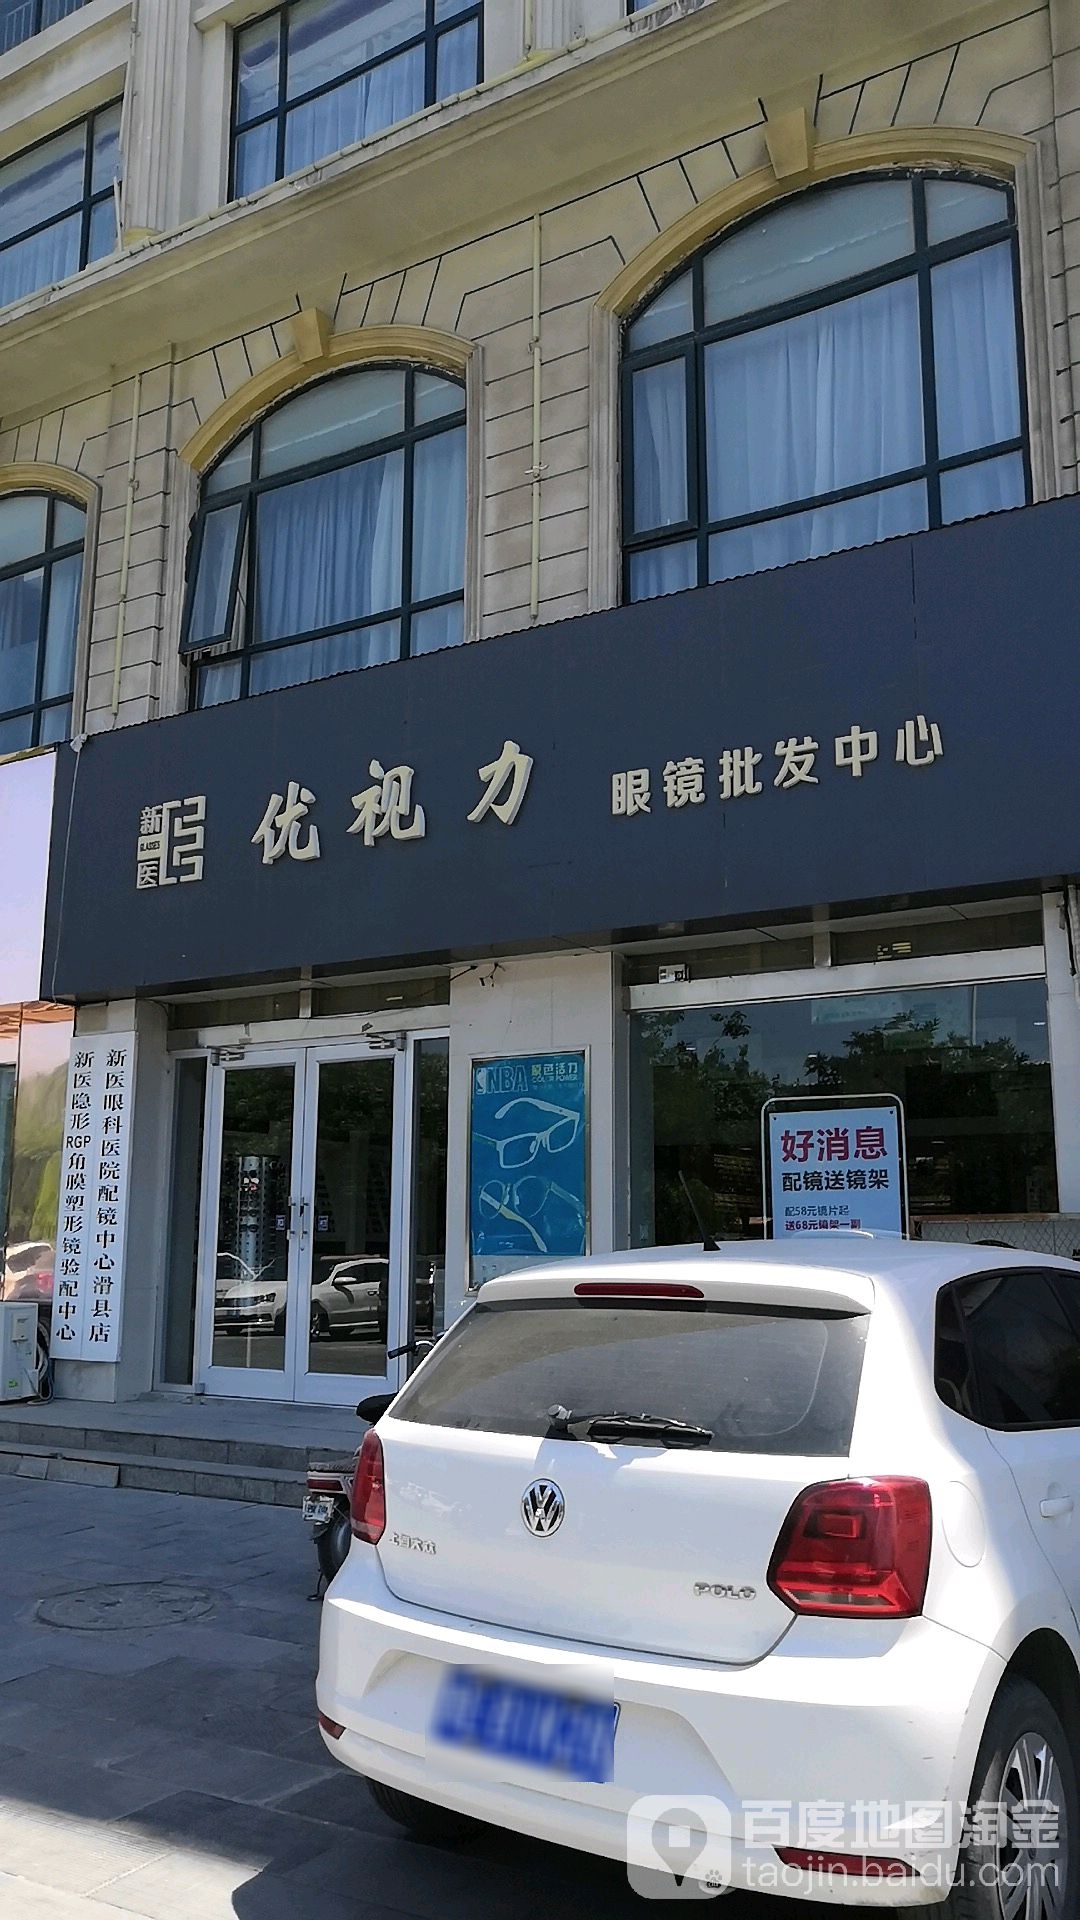 新
GLASSES
医
优视力
眼镜批发中心
新医眼科医院配镜中心滑县店
新医隐形RGP角膜塑形镜验配中心
NBA
COLOR POWER
好消息
配镜送镜架
配58元镜片起
送68元镜架一副
上海大众
POLO
百度地图淘金
taojin.baidu.com